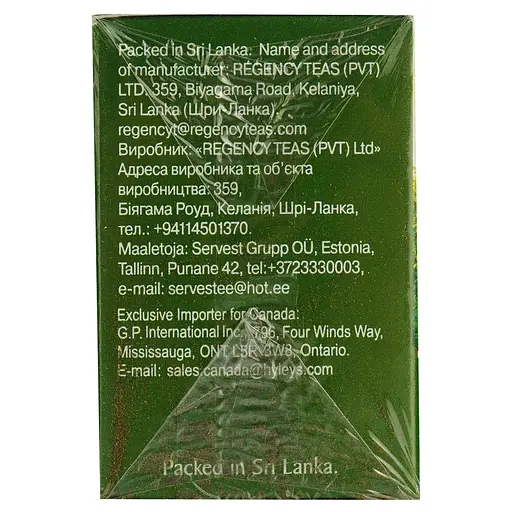 Packed in Sri Lanka. Name and address
of manufacturer: REGENCY TEAS (PVT)
LTD. 359, Biyagama Road, Kelaniya,
Sri Lanka (Шри-Ланка).
regencyt@regencyteas.com
Виробник: «REGENCY TEAS (PVT) Ltd»
Адреса виробника та об'єкта
виробництва: 359,
Біягама Роуд, Келанія, Шрі-Ланка,
тел.: +94114501370.
Maaletoja: Servest Grupp OÜ, Estonia,
Tallinn, Punane 42, tel:+3723330003,
e-mail: servestee@hot.ee
Exclusive Importer for Canada:
G.P. International Inc., 796, Four Winds Way,
Mississauga, ONT L5R 3W8, Ontario.
E-mail: sales.canada@hyleys.com
Packed in Sri Lanka.